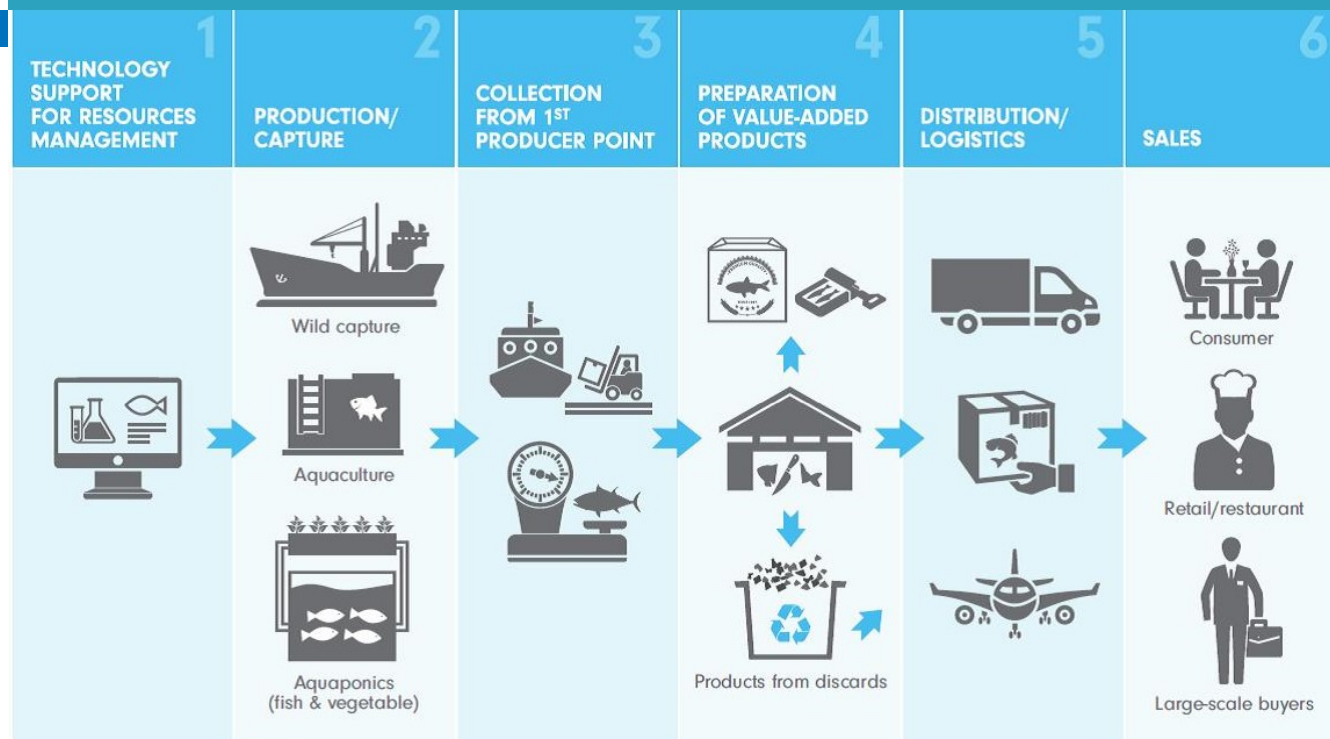 1
TECHNOLOGY
SUPPORT
FOR RESOURCES
MANAGEMENT
2
PRODUCTION/
CAPTURE
3
COLLECTION
FROM 1ST
PRODUCER POINT
4
PREPARATION
OF VALUE-ADDED
PRODUCTS
5
DISTRIBUTION/
LOGISTICS
6
SALES
Wild capture
Aquaculture
Aquaponics
(fish & vegetable)
Products from discards
Consumer
Retail/restaurant
Large-scale buyers